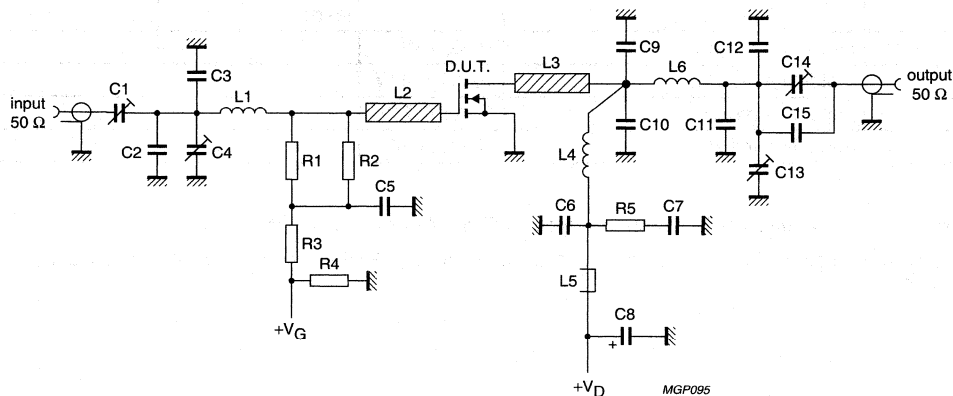 input
50 Ω
C1
C2
C3
C4
L1
R1
R2
C5
R3
R4
+VG
L2
D.U.T.
L3
L4
C6
R5
C7
L5
C8
+
+VD
C9
C10
L6
C11
C12
C13
C14
C15
output
50 Ω
MGP095